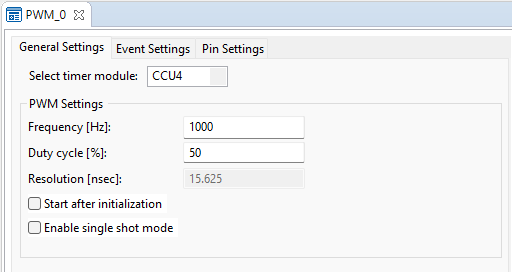 PWM_0
General Settings Event Settings Pin Settings
Select timer module: CCU4
PWM Settings
Frequency [Hz]: 1000
Duty cycle [%]: 50
Resolution [nsec]: 15.625
Start after initialization
Enable single shot mode